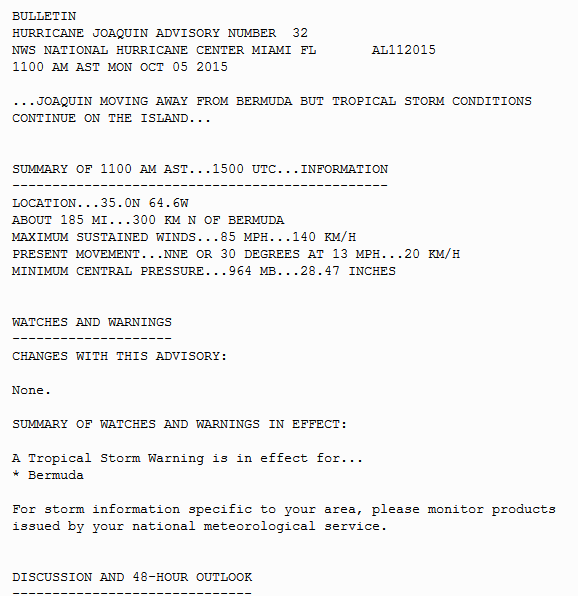 BULLETIN
HURRICANE JOAQUIN ADVISORY NUMBER  32
NWS NATIONAL HURRICANE CENTER MIAMI FL       AL112015
1100 AM AST MON OCT 05 2015
...JOAQUIN MOVING AWAY FROM BERMUDA BUT TROPICAL STORM CONDITIONS
CONTINUE ON THE ISLAND...
SUMMARY OF 1100 AM AST...1500 UTC...INFORMATION
-----------------------------------------------
LOCATION...35.0N 64.6W
ABOUT 185 MI...300 KM N OF BERMUDA
MAXIMUM SUSTAINED WINDS...85 MPH...140 KM/H
PRESENT MOVEMENT...NNE OR 30 DEGREES AT 13 MPH...20 KM/H
MINIMUM CENTRAL PRESSURE...964 MB...28.47 INCHES
WATCHES AND WARNINGS
--------------------
CHANGES WITH THIS ADVISORY:
None.
SUMMARY OF WATCHES AND WARNINGS IN EFFECT:
A Tropical Storm Warning is in effect for...
* Bermuda
For storm information specific to your area, please monitor products
issued by your national meteorological service.
DISCUSSION AND 48-HOUR OUTLOOK
------------------------------